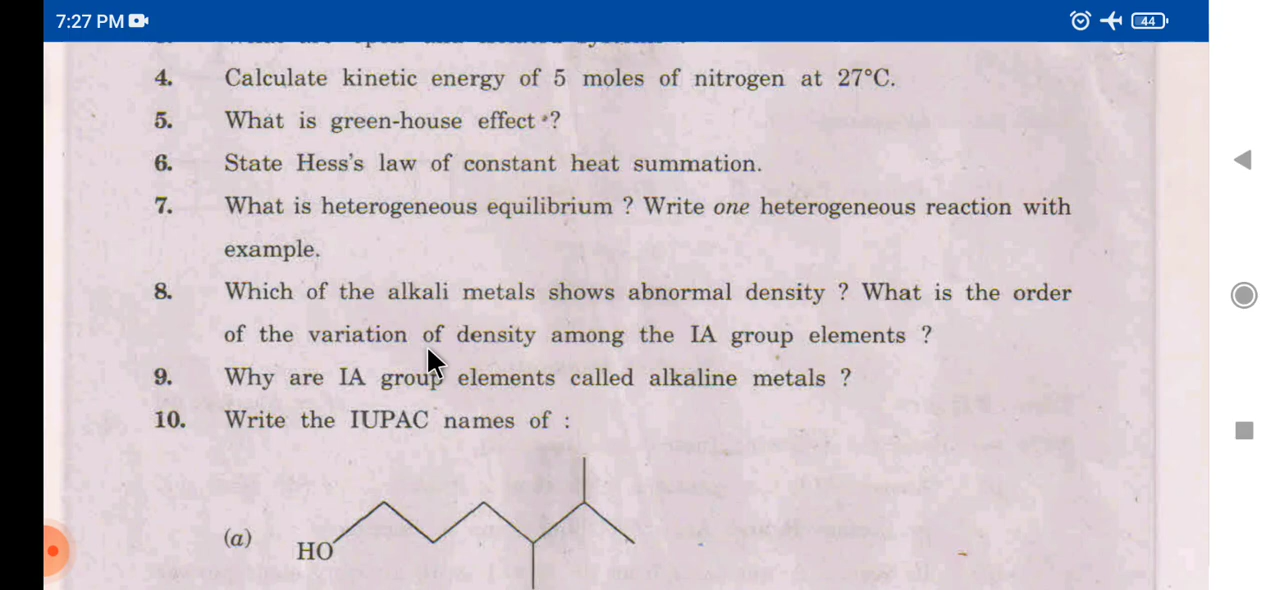 7:27 PM
44
4. Calculate kinetic energy of 5 moles of nitrogen at 27°C.
5. What is green-house effect ?
6. State Hess's law of constant heat summation.
7. What is heterogeneous equilibrium ? Write one heterogeneous reaction with
example.
8. Which of the alkali metals shows abnormal density ? What is the order
of the variation of density among the IA group elements ?
9. Why are IA group elements called alkaline metals ?
10. Write the IUPAC names of :
(a) HO